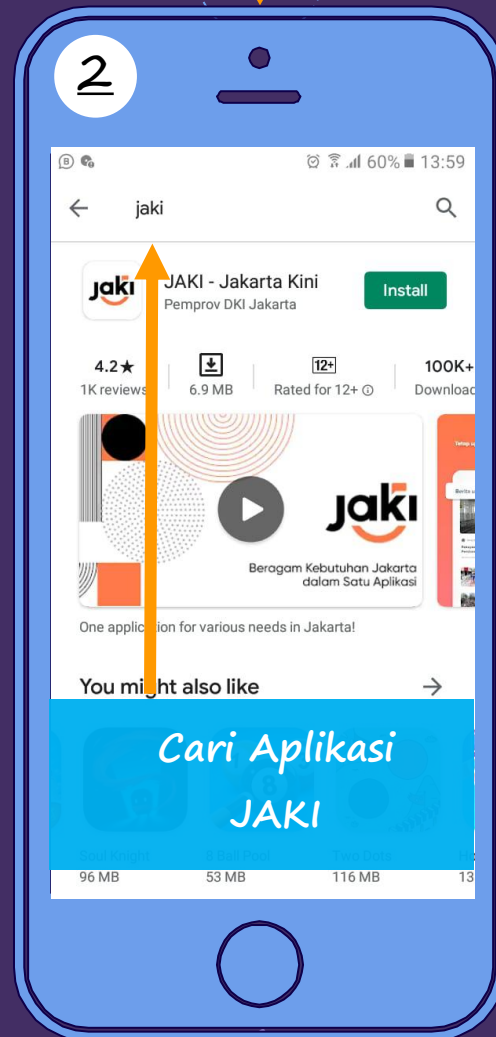 2
60% 13:59
jaki
jaki
JAKI - Jakarta Kini
Pemprov DKI Jakarta
Install
4.2★
12+
100K+
1K reviews
6.9 MB
Rated for 12+
Download
jaki
Beragam Kebutuhan Jakarta
dalam Satu Aplikasi
One application for various needs in Jakarta!
You might also like
Cari Aplikasi
JAKI
Soul Knight
8 Ball Pool
Two Dots
96 MB
53 MB
116 MB
13